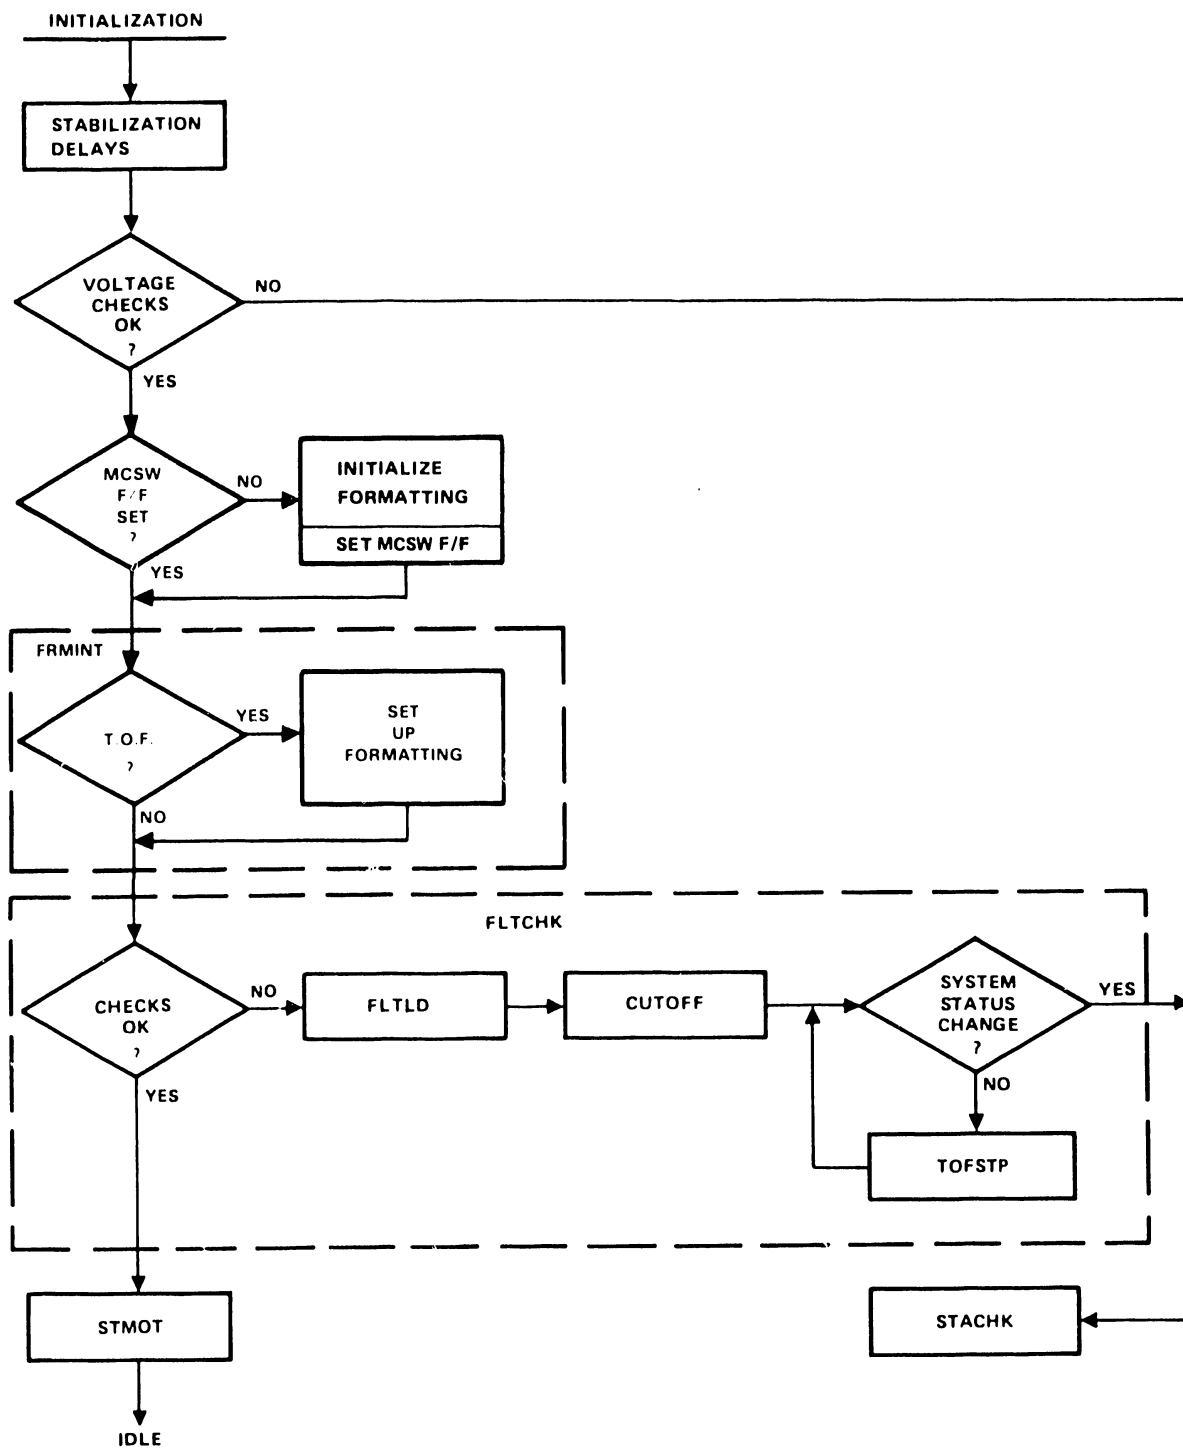 INITIALIZATION
STABILIZATION
DELAYS
VOLTAGE
CHECKS
OK
?
NO
YES
MCSW
F/F
SET
?
NO
YES
INITIALIZE
FORMATTING
SET MCSW F/F
FRMINT
T.O.F.
?
YES
NO
SET
UP
FORMATTING
FLTCHK
CHECKS
OK
?
NO
YES
FLTLD
CUTOFF
SYSTEM
STATUS
CHANGE
?
YES
NO
TOFSTP
STMOT
STACHK
IDLE